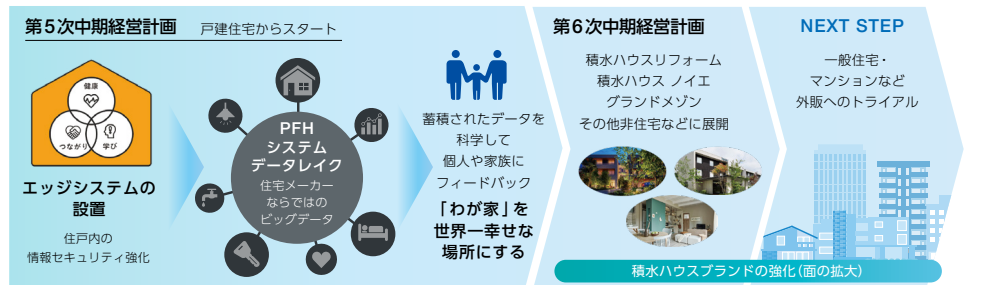 第5次中期経営計画 戸建住宅からスタート
健康
つながり 学び
エッジシステムの
設置
住戸内の
情報セキュリティ強化
PFH
システム
データレイク
住宅メーカー
ならではの
ビッグデータ
蓄積されたデータを
科学して
個人や家族に
フィードバック
「わが家」を
世界一幸せな
場所にする
第6次中期経営計画
積水ハウスリフォーム
積水ハウス ノイエ
グランドメゾン
その他非住宅などに展開
NEXT STEP
一般住宅・
マンションなど
外販へのトライアル
積水ハウスブランドの強化(面の拡大)